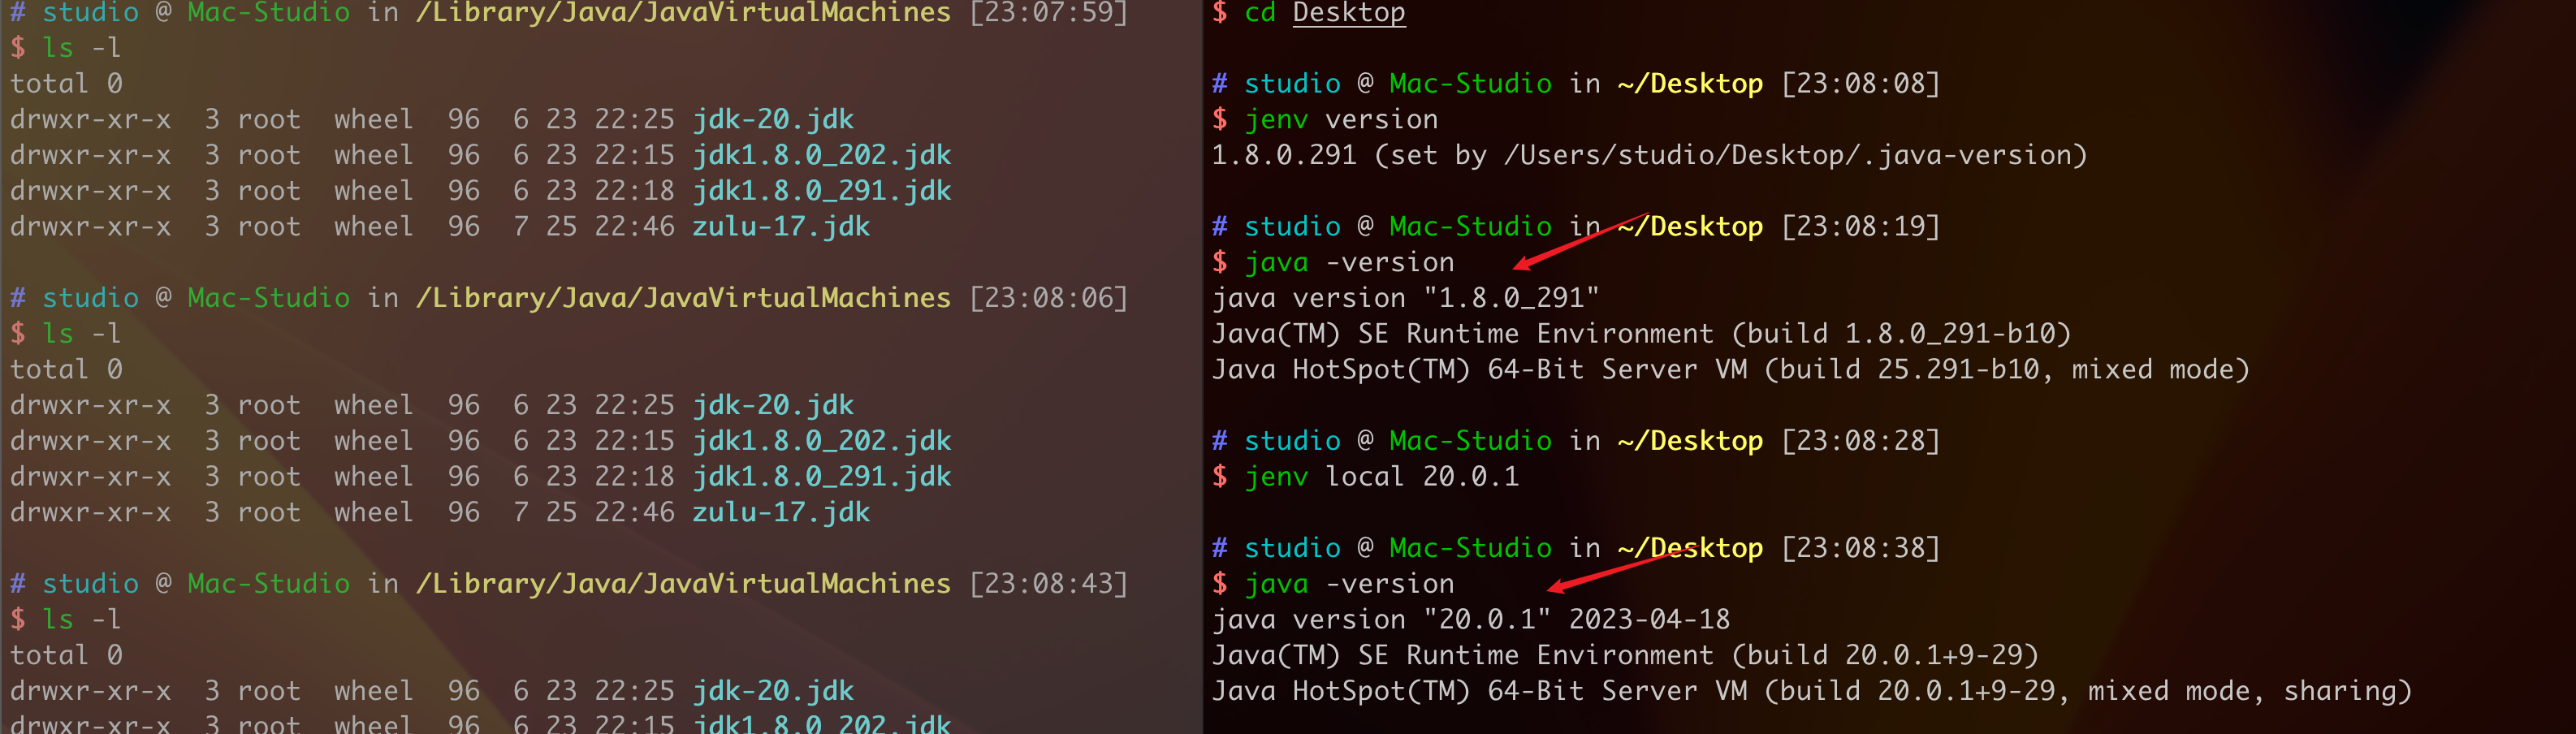 # studio @ Mac-Studio in /Library/Java/JavaVirtualMachines [23:07:59]
$ ls -l
total 0
drwxr-xr-x  3 root  wheel  96  6 23 22:25 jdk-20.jdk
drwxr-xr-x  3 root  wheel  96  6 23 22:15 jdk1.8.0_202.jdk
drwxr-xr-x  3 root  wheel  96  6 23 22:18 jdk1.8.0_291.jdk
drwxr-xr-x  3 root  wheel  96  7 25 22:46 zulu-17.jdk
# studio @ Mac-Studio in /Library/Java/JavaVirtualMachines [23:08:06]
$ ls -l
total 0
drwxr-xr-x  3 root  wheel  96  6 23 22:25 jdk-20.jdk
drwxr-xr-x  3 root  wheel  96  6 23 22:15 jdk1.8.0_202.jdk
drwxr-xr-x  3 root  wheel  96  6 23 22:18 jdk1.8.0_291.jdk
drwxr-xr-x  3 root  wheel  96  7 25 22:46 zulu-17.jdk
# studio @ Mac-Studio in /Library/Java/JavaVirtualMachines [23:08:43]
$ ls -l
total 0
drwxr-xr-x  3 root  wheel  96  6 23 22:25 jdk-20.jdk
drwxr-xr-x  3 root  wheel  96  6 23 22:15 jdk1.8.0_202.jdk
$ cd Desktop
# studio @ Mac-Studio in ~/Desktop [23:08:08]
$ jenv version
1.8.0.291 (set by /Users/studio/Desktop/.java-version)
# studio @ Mac-Studio in ~/Desktop [23:08:19]
$ java -version
java version "1.8.0_291"
Java(TM) SE Runtime Environment (build 1.8.0_291-b10)
Java HotSpot(TM) 64-Bit Server VM (build 25.291-b10, mixed mode)
# studio @ Mac-Studio in ~/Desktop [23:08:28]
$ jenv local 20.0.1
# studio @ Mac-Studio in ~/Desktop [23:08:38]
$ java -version
java version "20.0.1" 2023-04-18
Java(TM) SE Runtime Environment (build 20.0.1+9-29)
Java HotSpot(TM) 64-Bit Server VM (build 20.0.1+9-29, mixed mode, sharing)